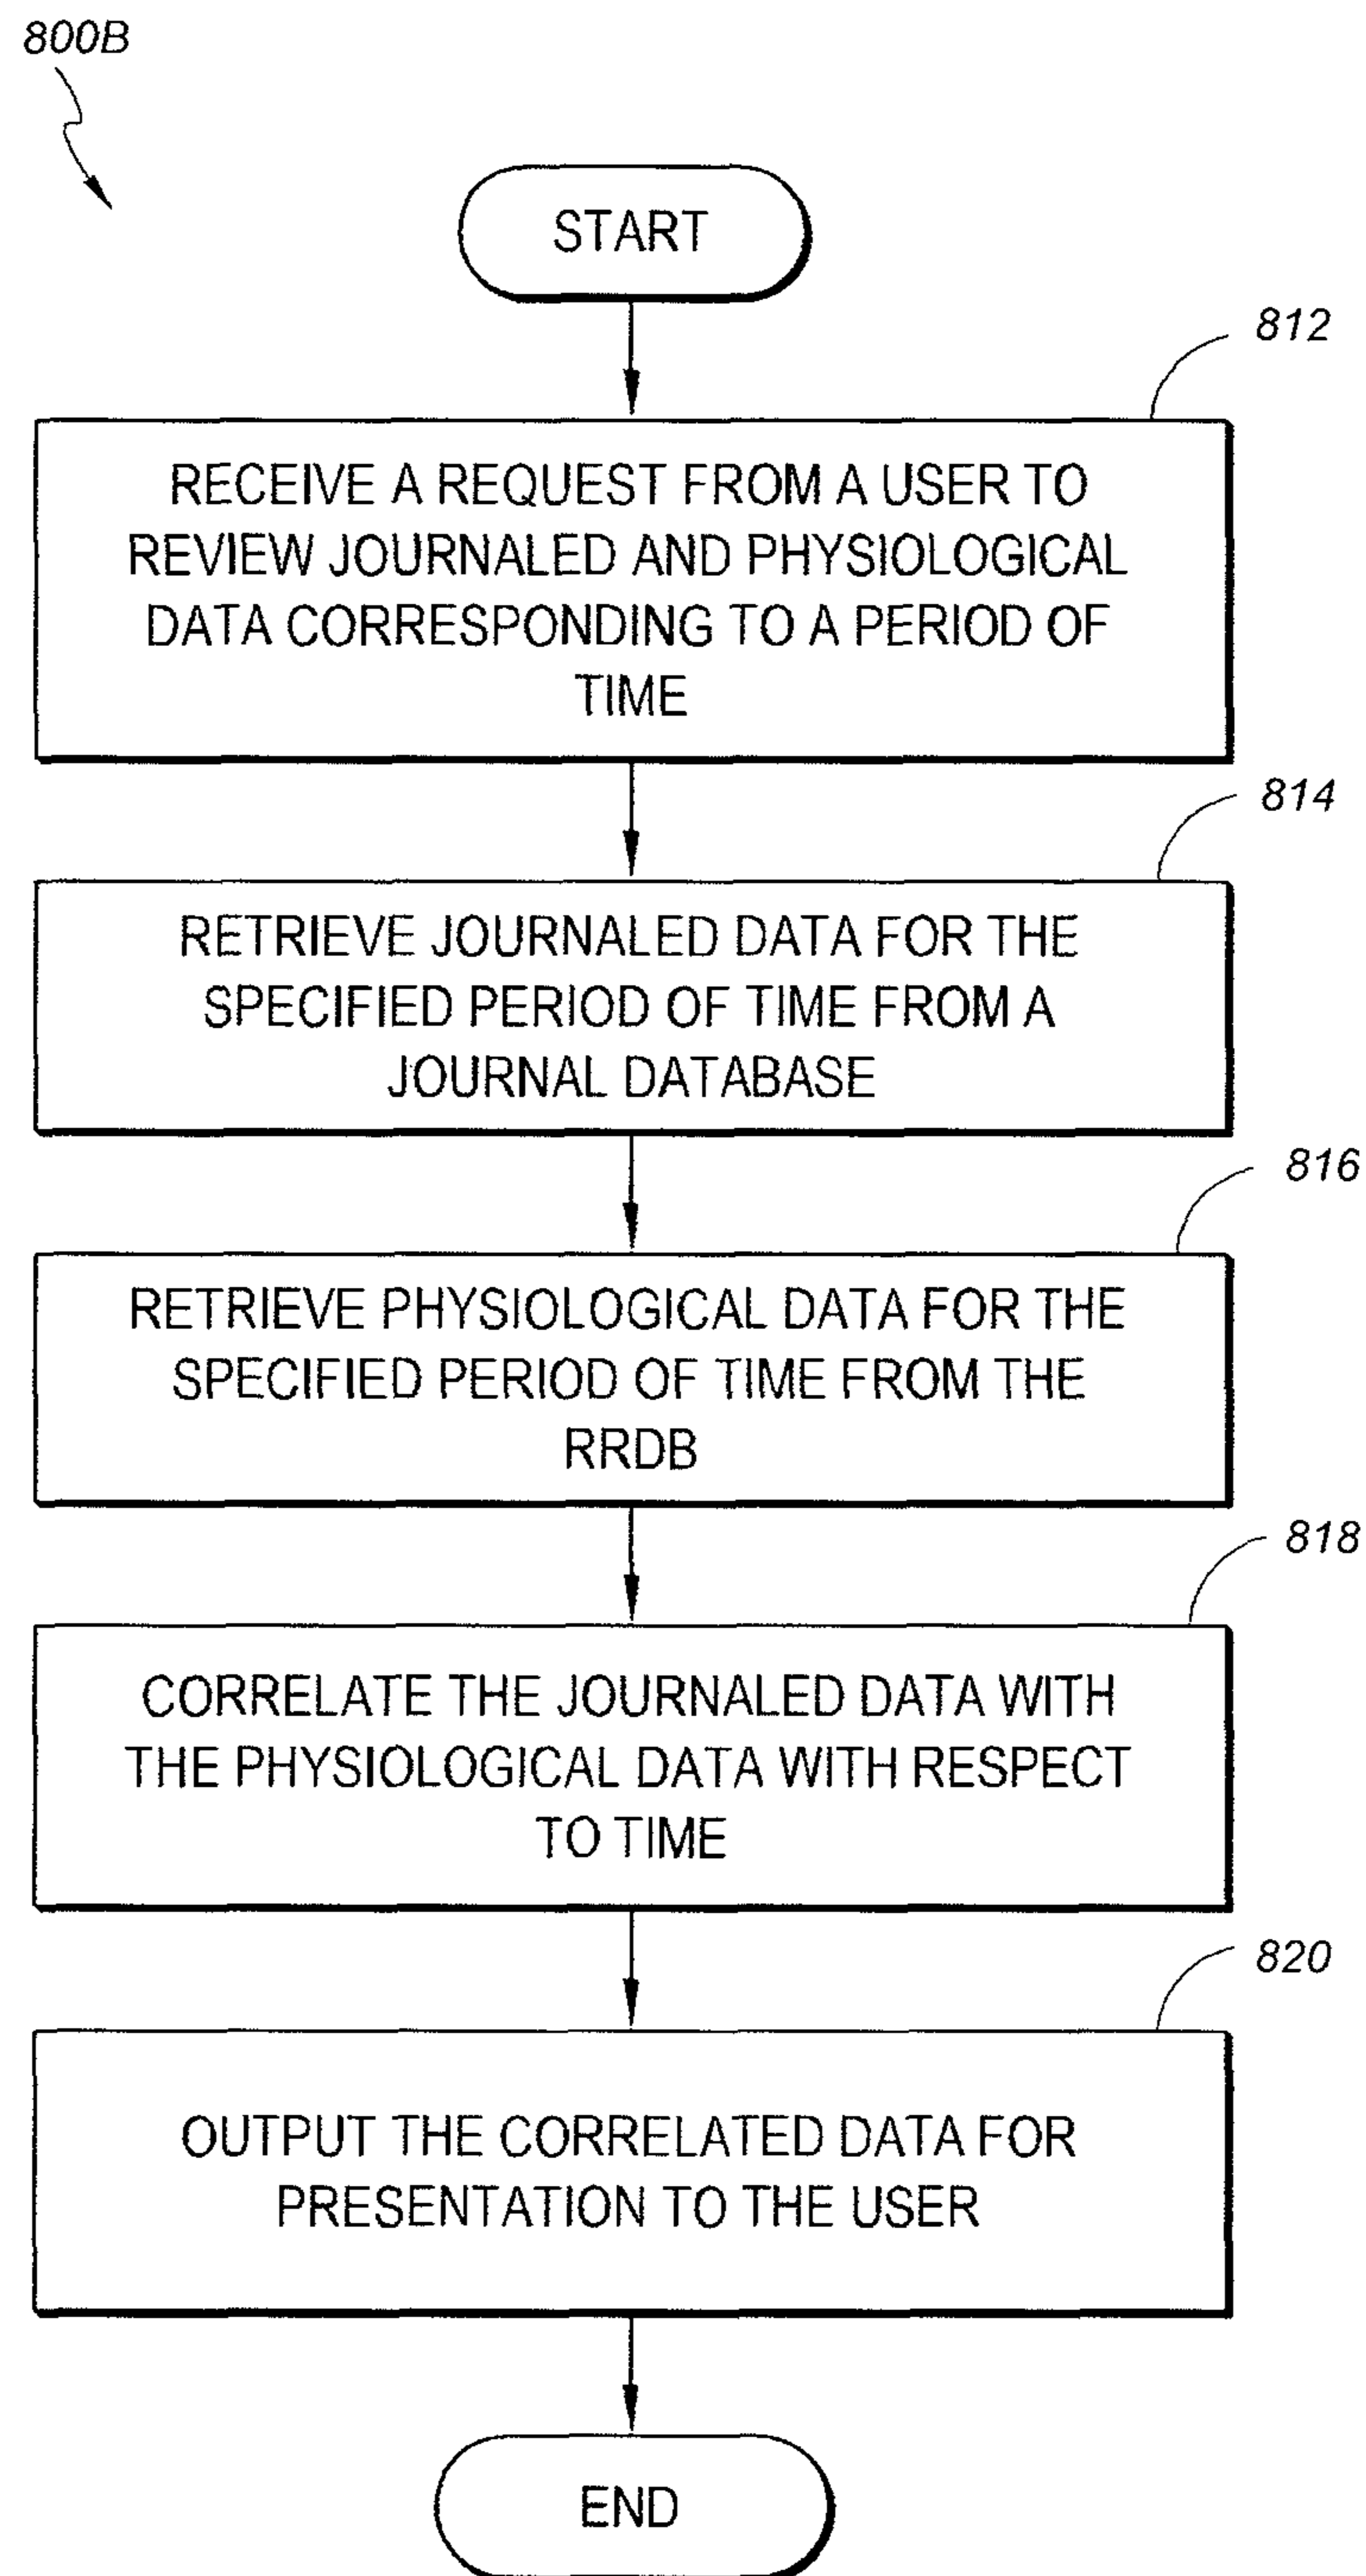 800B
START
812
RECEIVE A REQUEST FROM A USER TO
REVIEW JOURNALED AND PHYSIOLOGICAL
DATA CORRESPONDING TO A PERIOD OF
TIME
814
RETRIEVE JOURNALED DATA FOR THE
SPECIFIED PERIOD OF TIME FROM A
JOURNAL DATABASE
816
RETRIEVE PHYSIOLOGICAL DATA FOR THE
SPECIFIED PERIOD OF TIME FROM THE
RRDB
818
CORRELATE THE JOURNALED DATA WITH
THE PHYSIOLOGICAL DATA WITH RESPECT
TO TIME
820
OUTPUT THE CORRELATED DATA FOR
PRESENTATION TO THE USER
END